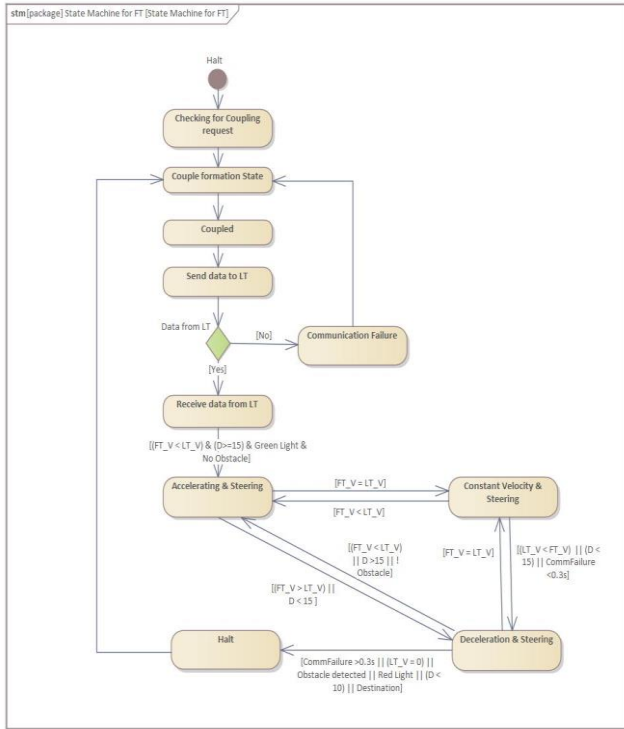 stm [package] State Machine for FT [State Machine for FT]
Halt
Checking for Coupling
request
Couple formation State
Coupled
Send data to LT
Data from LT
[No]
Communication Failure
[Yes]
Receive data from LT
[(FT_V < LT_V) & (D>=15) & Green Light &
No Obstacle]
Accelerating & Steering
[FT_V = LT_V]
[FT_V < LT_V]
Constant Velocity &
Steering
[(FT_V < LT_V)
|| D >15 || !
Obstacle]
[FT_V = LT_V]
[(LT_V < FT_V) || (D <
15) || CommFailure
<0.3s]
[(FT_V > LT_V) ||
D < 15 ]
Halt
Deceleration & Steering
[CommFailure >0.3s || (LT_V = 0) ||
Obstacle detected || Red Light || (D <
10) || Destination]